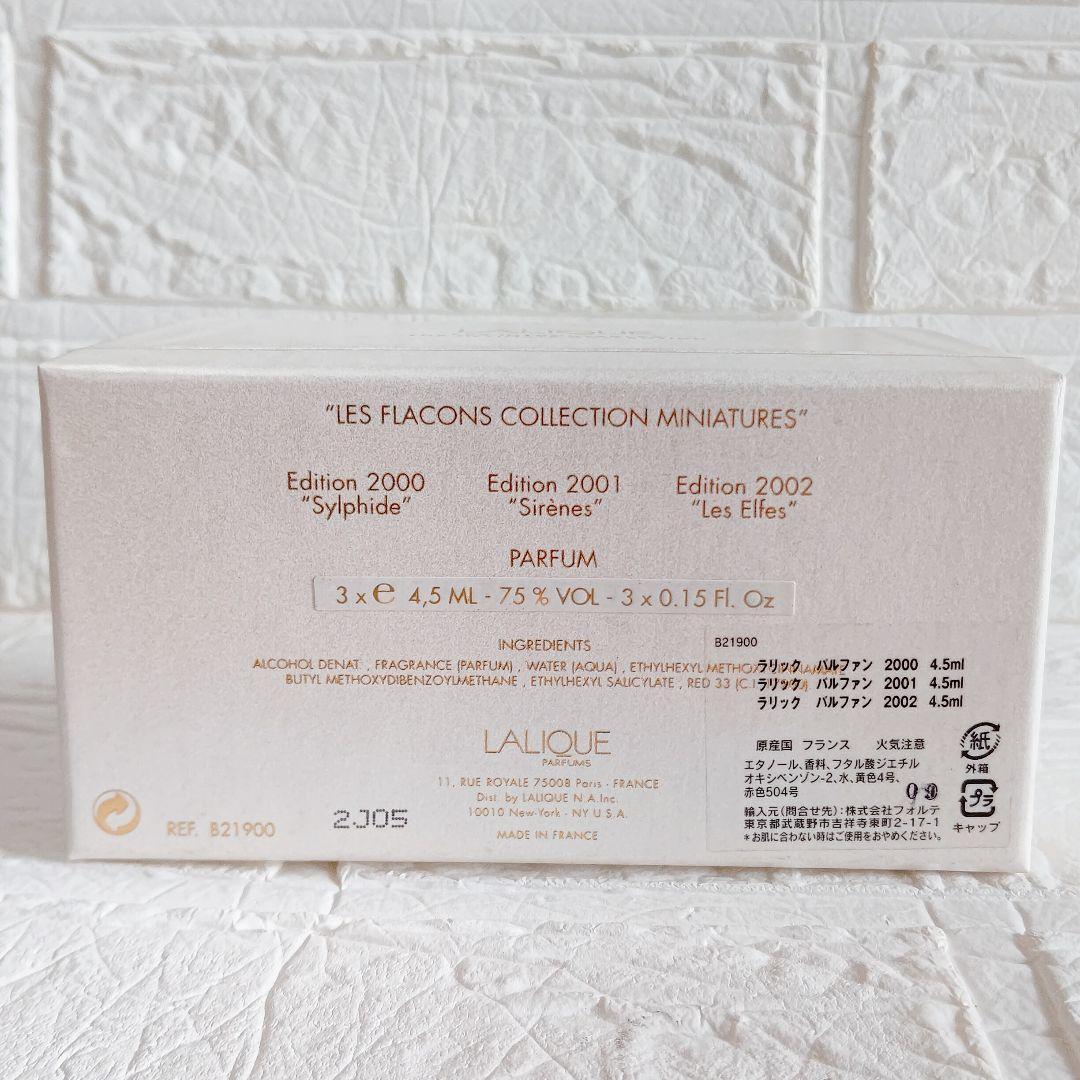 LALIQUE
"LES FLACONS COLLECTION MINIATURES"
Edition 2000 Edition 2001 Edition 2002
"Sylphide" "Sirènes" "Les Elfes"
PARFUM
3 x e 4,5 ML - 75 % VOL - 3 x 0.15 Fl. Oz
INGREDIENTS
ALCOHOL DENAT , FRAGRANCE (PARFUM) , WATER (AQUA) , ETHYLHEXYL
BUTYL METHOXYDIBENZOYLMETHANE , ETHYLHEXYL SALICYLATE , RED 33
LALIQUE
PARFUMS
11, RUE ROYALE 75008 Paris - FRANCE
Dist. by LALIQUE N.A.Inc.
10010 New-York - NY U.S.A.
MADE IN FRANCE
REF. B21900
2J05
B21900
ラリック パルファン 2000 4.5ml
ラリック パルファン 2001 4.5ml
ラリック パルファン 2002 4.5ml
原産国 フランス 火気注意
エタノール、香料、フタル酸ジエチル
オキシベンゾン-2、水、黄色4号、
赤色504号
輸入元(問合せ先):株式会社フォルテ
東京都武蔵野市吉祥寺東町2-17-1
*お肌に合わない時はご使用をおやめください。
紙
外箱
プラ
キャップ